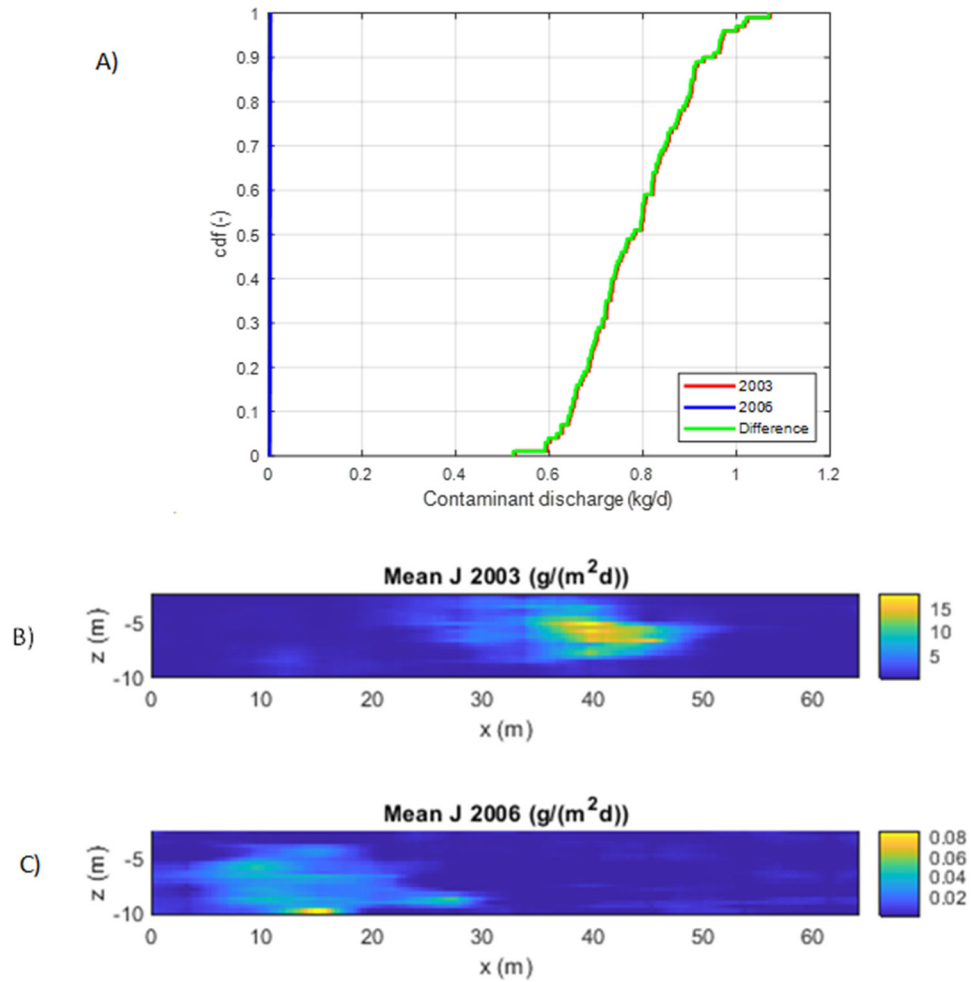 A)
1
0.9
0.8
0.7
0.6
0.5
0.4
0.3
0.2
0.1
0
cdf (-)
2003
2006
Difference
0 0.2 0.4 0.6 0.8 1 1.2
Contaminant discharge (kg/d)
Mean J 2003 (g/(m²d))
B)
z (m)
-5
-10
15
10
5
0 10 20 30 40 50 60
x (m)
Mean J 2006 (g/(m²d))
C)
z (m)
-5
-10
0.08
0.06
0.04
0.02
0 10 20 30 40 50 60
x (m)